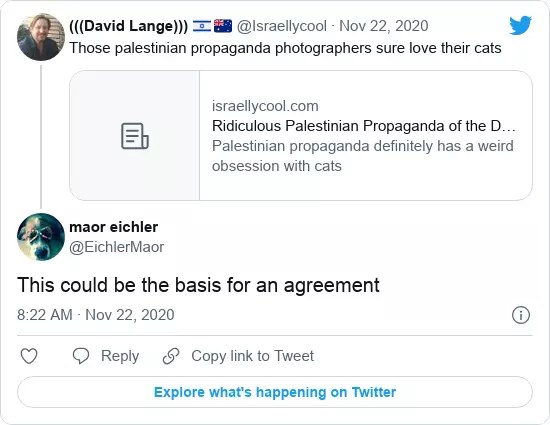 (((David Lange))) 🇮🇱 🇦🇺 @Israellycool · Nov 22, 2020
Those palestinian propaganda photographers sure love their cats
israellycool.com
Ridiculous Palestinian Propaganda of the D…
Palestinian propaganda definitely has a weird
obsession with cats
maor eichler
@EichlerMaor
This could be the basis for an agreement
8:22 AM · Nov 22, 2020
Reply
Copy link to Tweet
Explore what's happening on Twitter